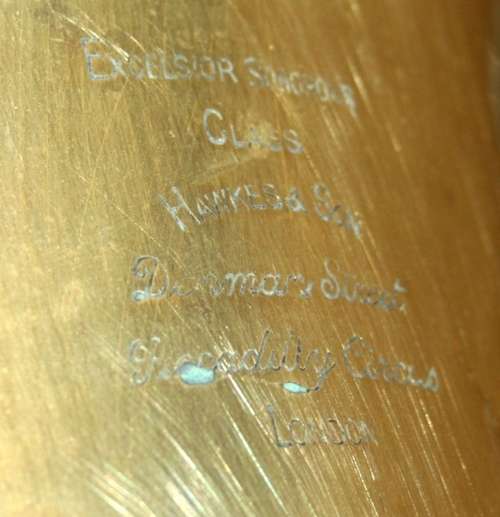 EXCELSIOR SONOROUS
CLASS
HAWKES & SON
Denman Street
Piccadilly Circus
LONDON